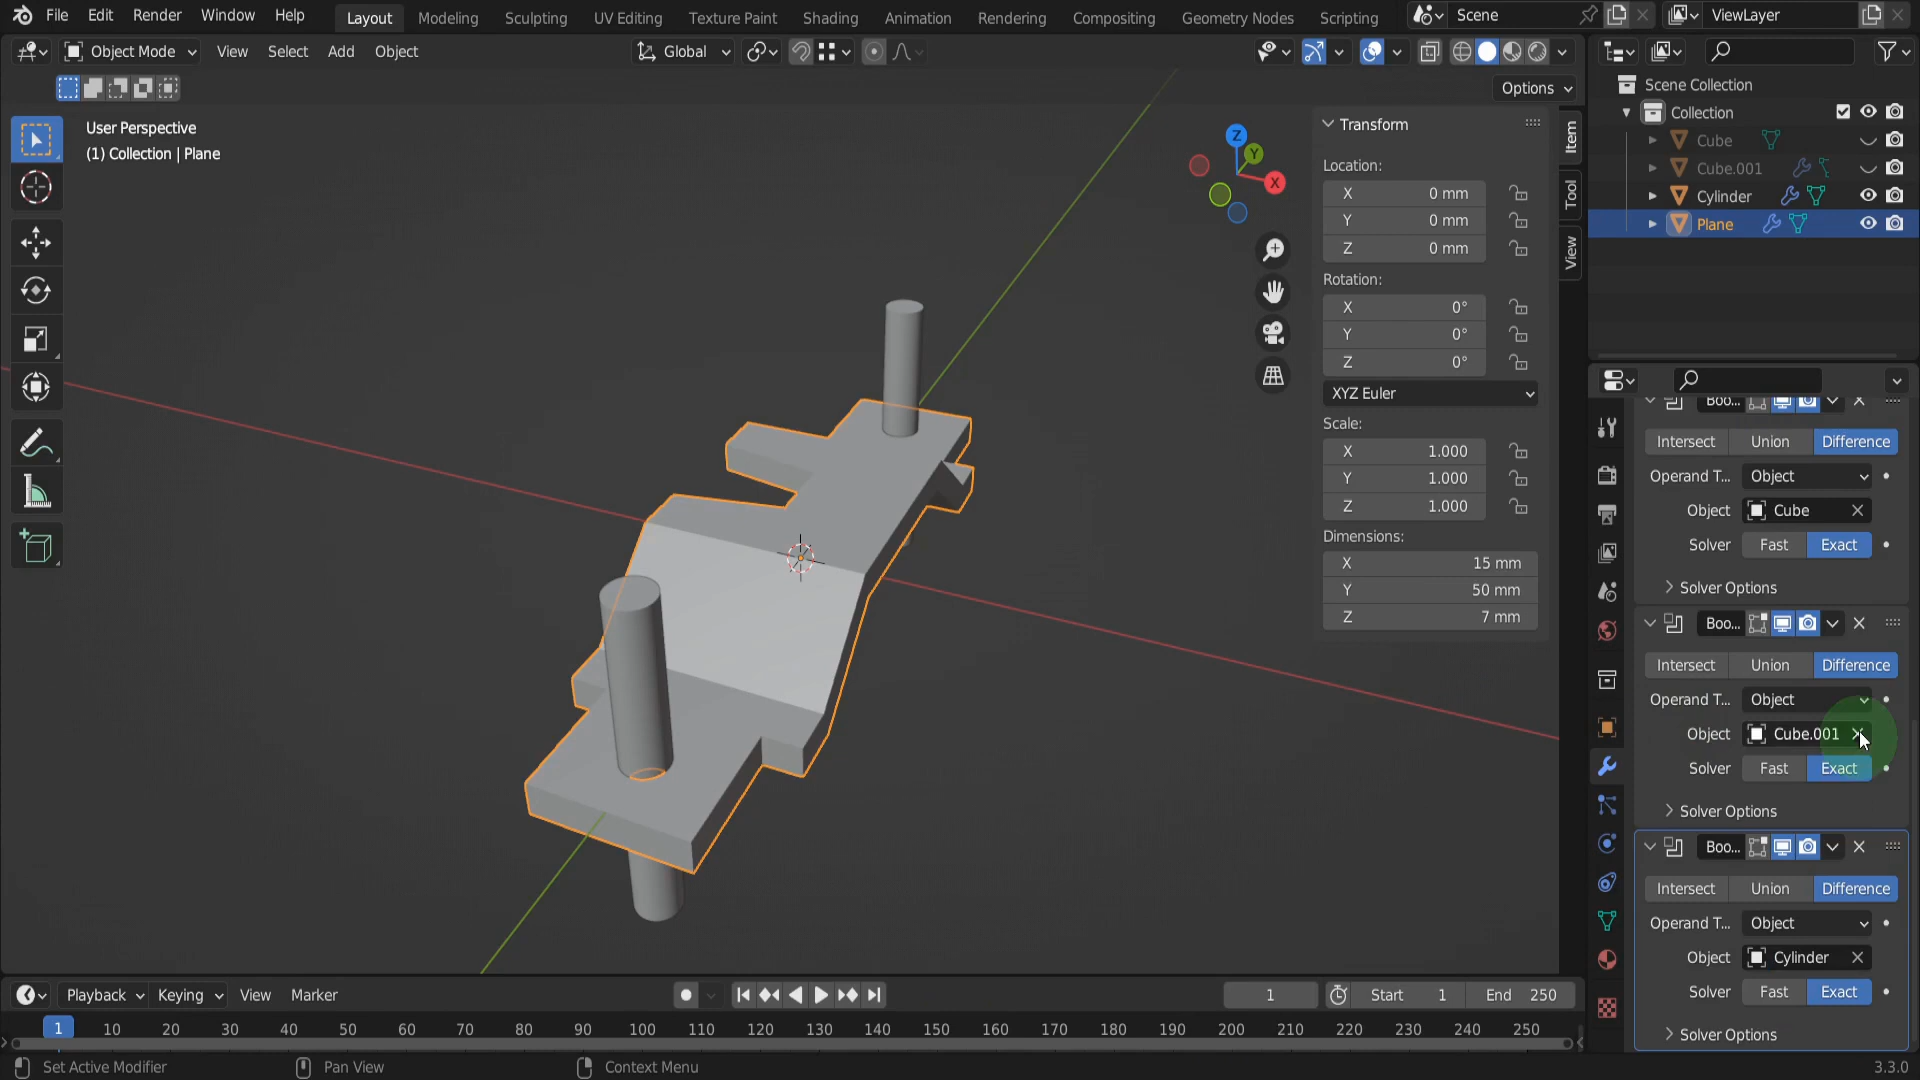 File Edit Render Window Help Layout Modeling Sculpting UV Editing Texture Paint Shading Animation Rendering Compositing Geometry Nodes Scripting Scene ViewLayer
Object Mode View Select Add Object Global
Options
User Perspective
(1) Collection | Plane
Z
Y
X
Transform
Location:
X 0 mm
Y 0 mm
Z 0 mm
Rotation:
X 0°
Y 0°
Z 0°
XYZ Euler
Scale:
X 1.000
Y 1.000
Z 1.000
Dimensions:
X 15 mm
Y 50 mm
Z 7 mm
Item
Tool
View
Scene Collection
Collection
Cube
Cube.001
Cylinder
Plane
Boo...
Intersect Union Difference
Operand T... Object
Object Cube
Solver Fast Exact
Solver Options
Boo...
Intersect Union Difference
Operand T... Object
Object Cube.001
Solver Fast Exact
Solver Options
Boo...
Intersect Union Difference
Operand T... Object
Object Cylinder
Solver Fast Exact
Solver Options
Playback Keying View Marker 1 Start 1 End 250
1 10 20 30 40 50 60 70 80 90 100 110 120 130 140 150 160 170 180 190 200 210 220 230 240 250
Set Active Modifier Pan View Context Menu 3.3.0